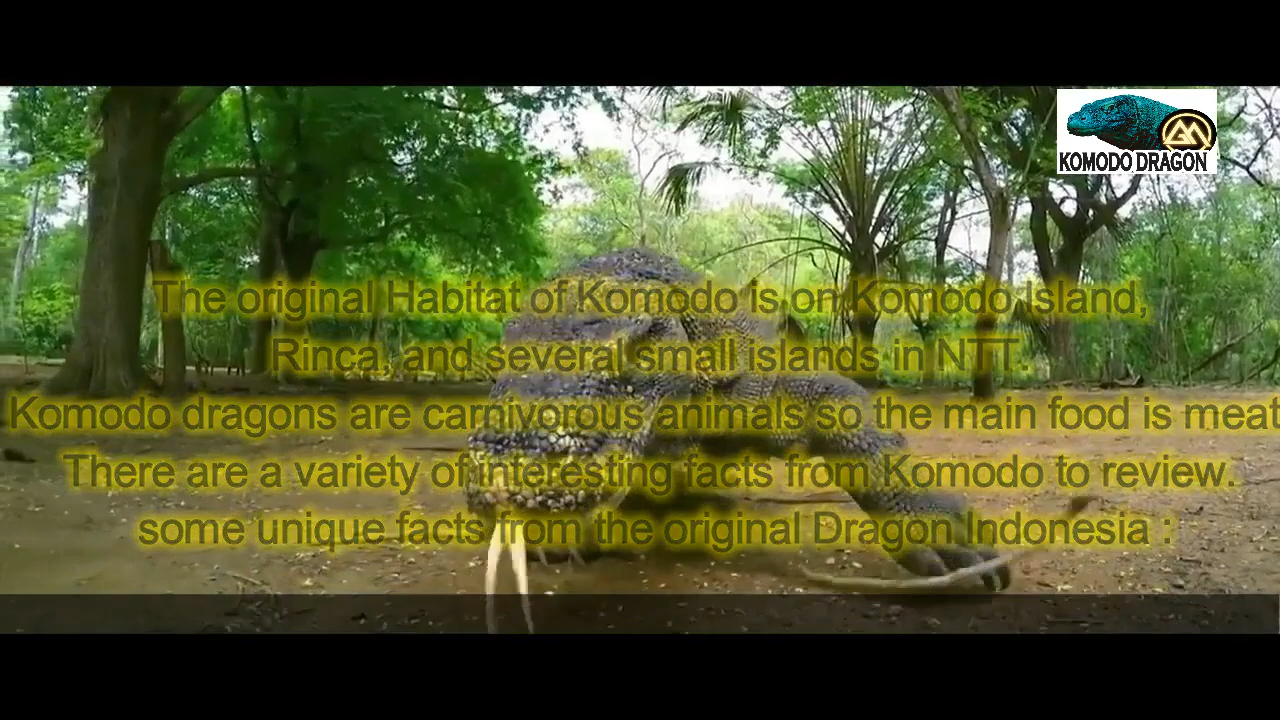 KOMODO DRAGON
The original Habitat of Komodo is on Komodo Island,
Rinca, and several small islands in NTT.
Komodo dragons are carnivorous animals so the main food is meat
There are a variety of interesting facts from Komodo to review.
some unique facts from the original Dragon Indonesia :